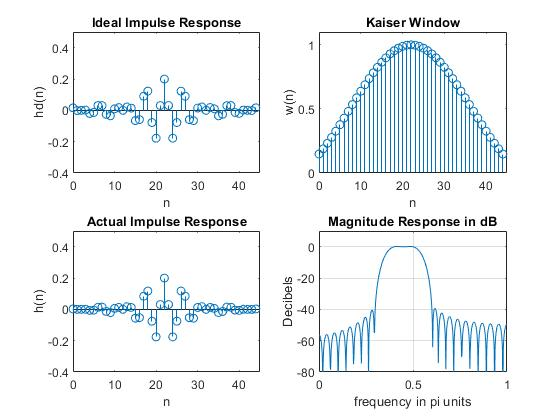 Ideal Impulse Response
hd(n)
0.4
0.2
0
-0.2
-0.4
0 10 20 30 40
n
Kaiser Window
w(n)
1
0.5
0
0 10 20 30 40
n
Actual Impulse Response
h(n)
0.4
0.2
0
-0.2
-0.4
0 10 20 30 40
n
Magnitude Response in dB
Decibels
0
-20
-40
-60
-80
0 0.5 1
frequency in pi units